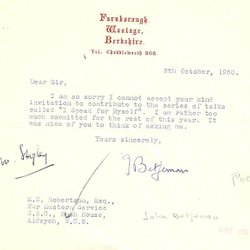 Farnborough,
Wantage,
Berkshire.
Tel. Chaddleworth 202.
8th October, 1950.
Dear Sir,
I am so sorry I cannot accept your kind
invitation to contribute to the series of talks
called "I Speak for Myself". I am rather too
much committed for the rest of this year. It
was nice of you to think of asking me.
Yours sincerely,
J Betjeman
E.D. Robertson, Esq.,
Far Eastern Service
B.B.C., Bush House,
Aldwych, W.C.2.
John Betjeman